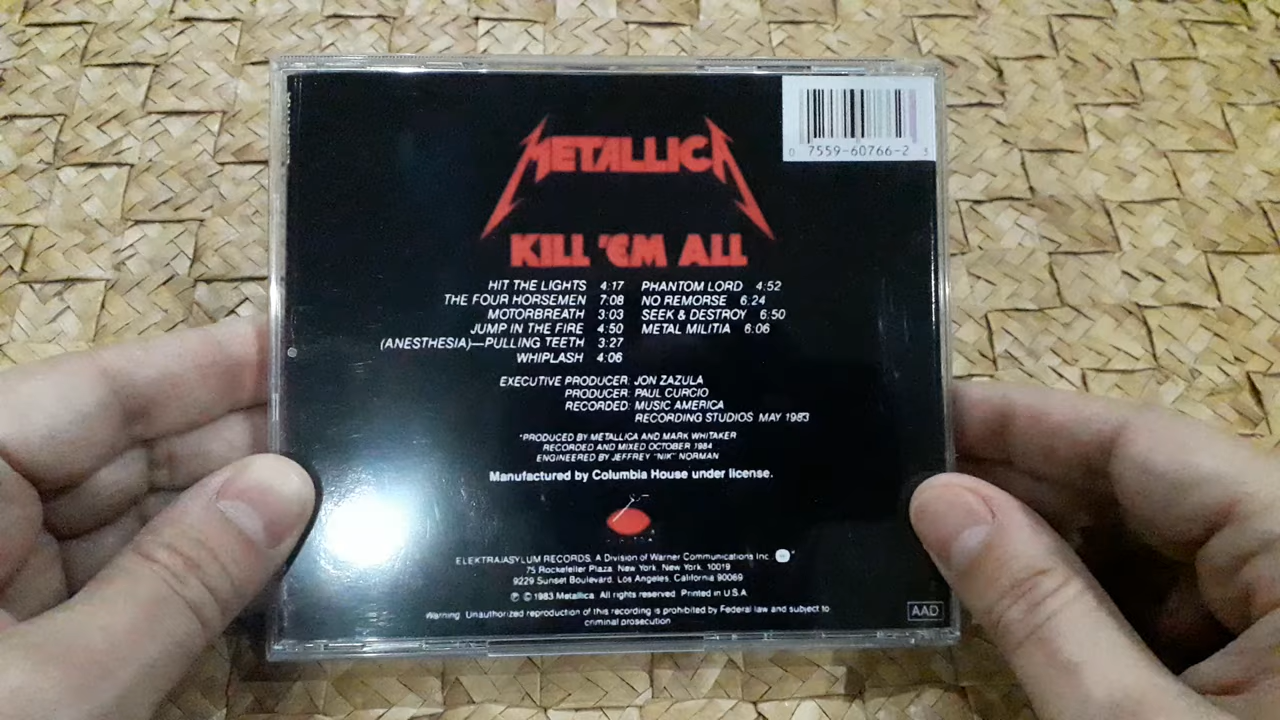 METALLICA
0 7559-60766-2 3
KILL 'EM ALL
HIT THE LIGHTS 4:17
THE FOUR HORSEMEN 7:08
MOTORBREATH 3:03
JUMP IN THE FIRE 4:50
(ANESTHESIA)—PULLING TEETH 3:27
WHIPLASH 4:06
PHANTOM LORD 4:52
NO REMORSE 6:24
SEEK & DESTROY 6:50
METAL MILITIA 6:06
EXECUTIVE PRODUCER: JON ZAZULA
PRODUCER: PAUL CURCIO
RECORDED: MUSIC AMERICA
RECORDING STUDIOS MAY 1983
*PRODUCED BY METALLICA AND MARK WHITAKER
RECORDED AND MIXED OCTOBER 1984
ENGINEERED BY JEFFREY "NIK" NORMAN
Manufactured by Columbia House under license.
ELEKTRA/ASYLUM RECORDS, A Division of Warner Communications Inc.
75 Rockefeller Plaza, New York, New York, 10019
9229 Sunset Boulevard, Los Angeles, California 90069
℗ © 1983 Metallica. All rights reserved. Printed in U.S.A.
Warning: Unauthorized reproduction of this recording is prohibited by Federal law and subject to
criminal prosecution.
AAD